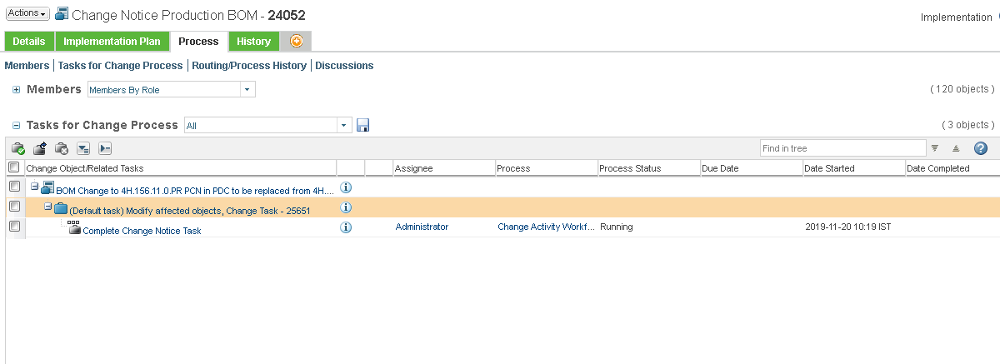 Actions Change Notice Production BOM - 24052
Implementation
Details Implementation Plan Process History
Members Tasks for Change Process Routing/Process History Discussions
Members Members By Role ( 120 objects )
Tasks for Change Process All ( 3 objects )
Find in tree
Change Object/Related Tasks Assignee Process Process Status Due Date Date Started Date Completed
BOM Change to 4H.156.11.0.PR PCN in PDC to be replaced from 4H....
(Default task) Modify affected objects, Change Task - 25651
Complete Change Notice Task Administrator Change Activity Workf... Running 2019-11-20 10:19 IST